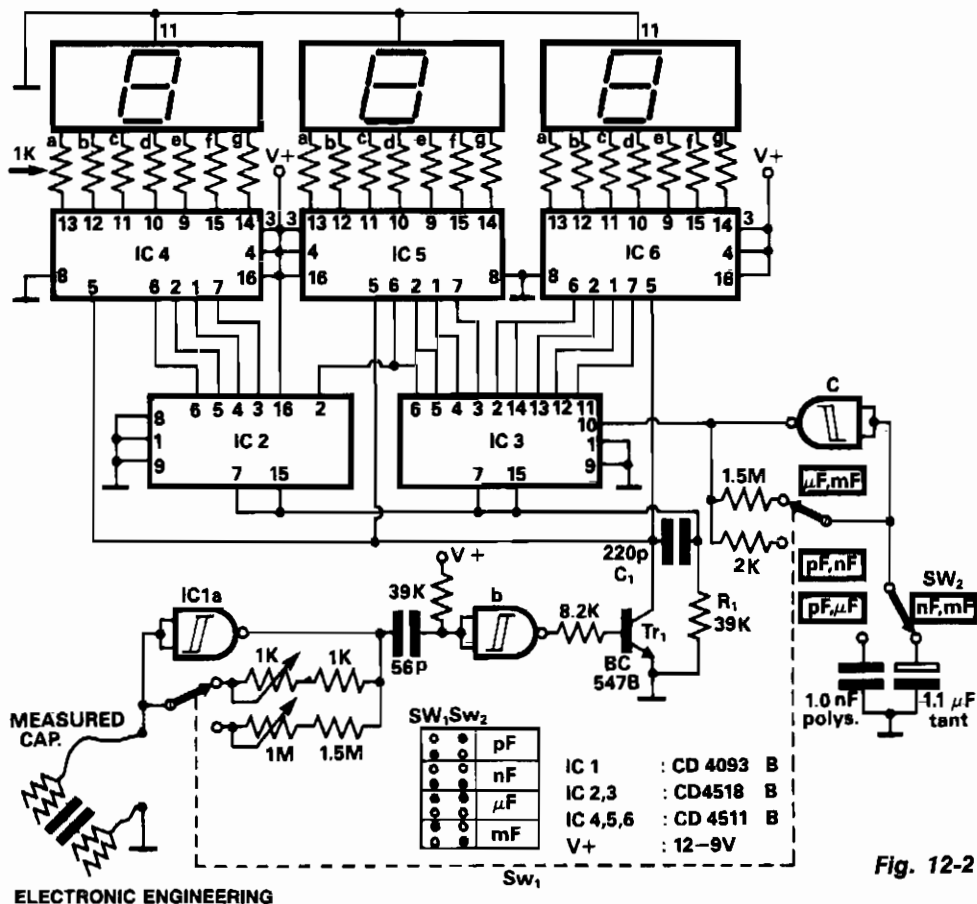 11 11 11
a b c d e f g a b c d e f g a b c d e f g
1K V+ V+
13 12 11 10 9 15 14 3 3 13 12 11 10 9 15 14 13 12 11 10 9 15 14 3
IC 4 4 4 IC 5 IC 6 4
8 16 16 8 8 16
5 6 2 1 7 5 6 2 1 7 6 2 1 7 5
6 5 4 3 16 2 6 5 4 3 2 14 13 12 11
8 10 C
1 IC 2 IC 3 1
9 9
7 15 7 15
1.5M µF,mF
220p 2K
C1 pF,nF
V+ SW2
39K b R1 pF,µF nF,mF
IC1a 8.2K 39K
56p Tr1
1K 1K BC
547B
MEASURED 1.0 nF 1.1 µF
CAP. polys. tant
1M 1.5M SW1 Sw2
pF
nF
µF
mF
IC 1 : CD 4093 B
IC 2,3 : CD4518 B
IC 4,5,6 : CD 4511 B
V+ : 12-9V
Sw1
Fig. 12-2
ELECTRONIC ENGINEERING